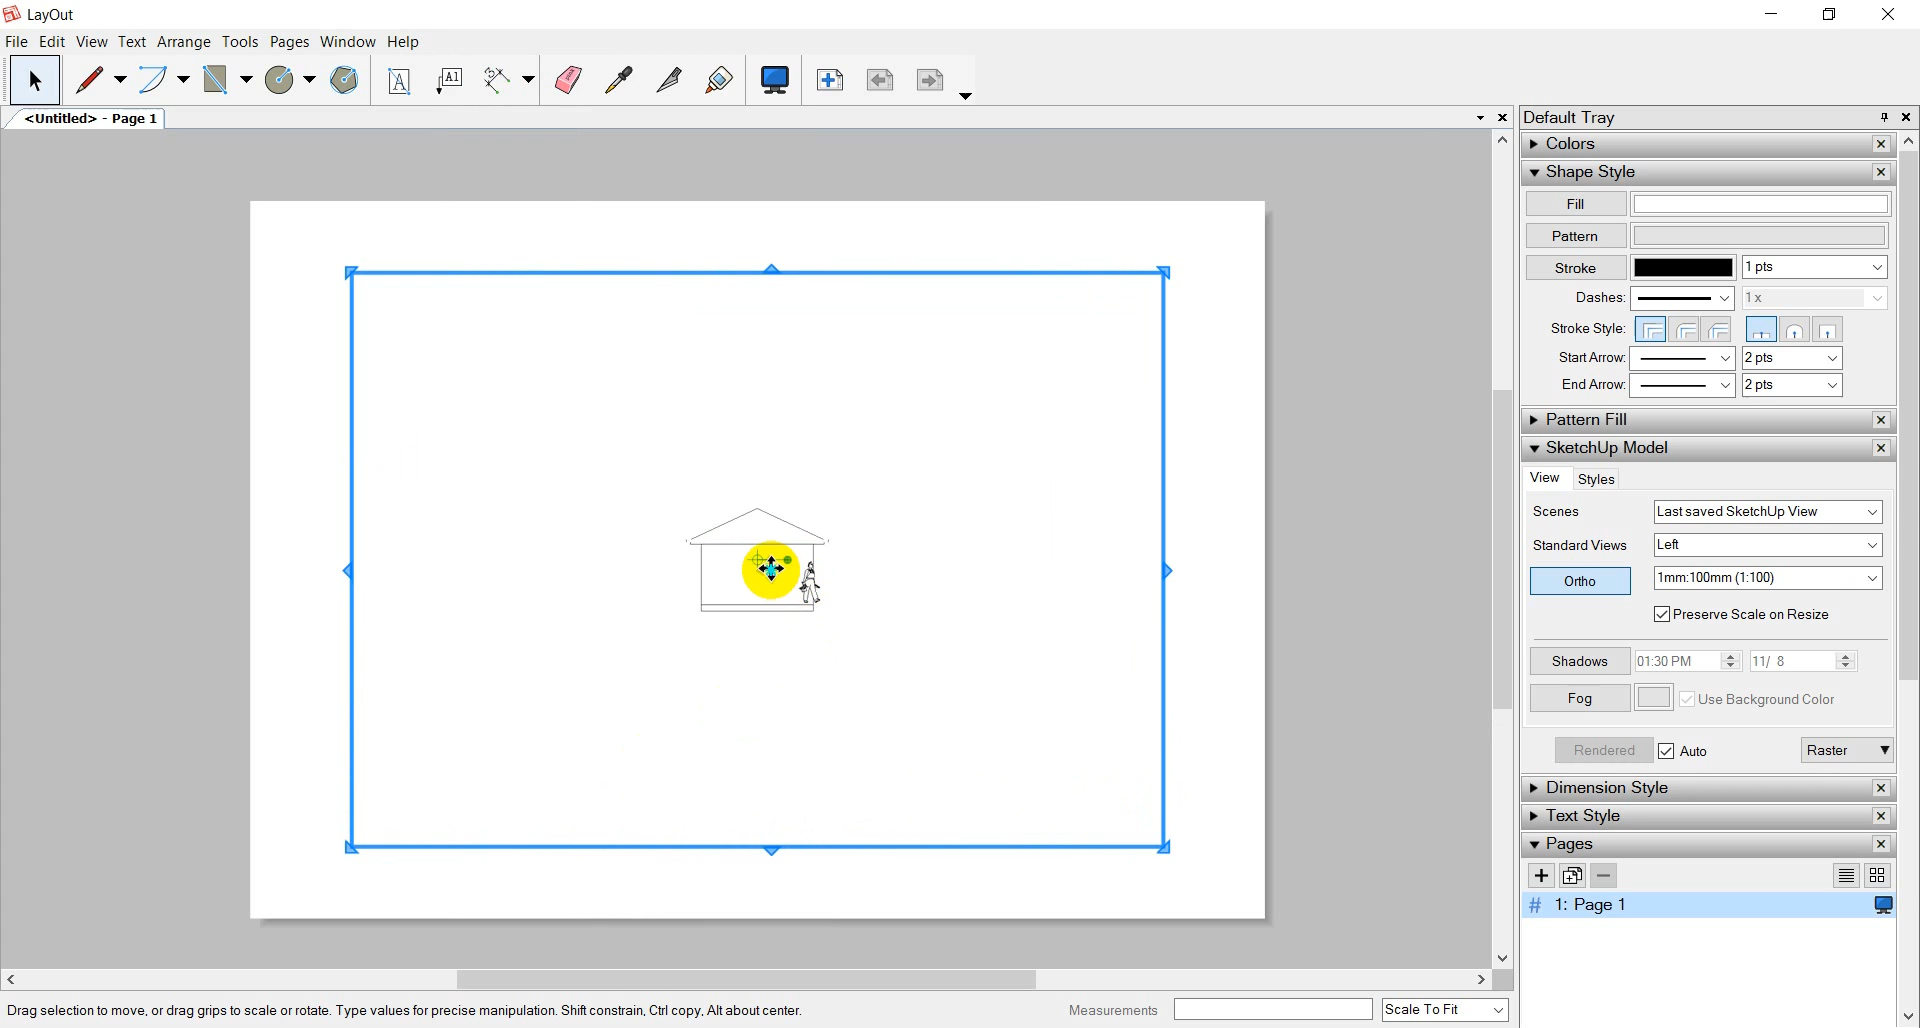 LayOut
File Edit View Text Arrange Tools Pages Window Help
<Untitled> - Page 1
Default Tray
Colors
Shape Style
Fill
Pattern
Stroke 1 pts
Dashes: 1 x
Stroke Style:
Start Arrow: 2 pts
End Arrow: 2 pts
Pattern Fill
SketchUp Model
View Styles
Scenes Last saved SketchUp View
Standard Views Left
Ortho 1mm:100mm (1:100)
Preserve Scale on Resize
Shadows 01:30 PM 11/ 8
Fog Use Background Color
Rendered Auto Raster
Dimension Style
Text Style
Pages
# 1: Page 1
Drag selection to move, or drag grips to scale or rotate. Type values for precise manipulation. Shift constrain, Ctrl copy, Alt about center. Measurements Scale To Fit